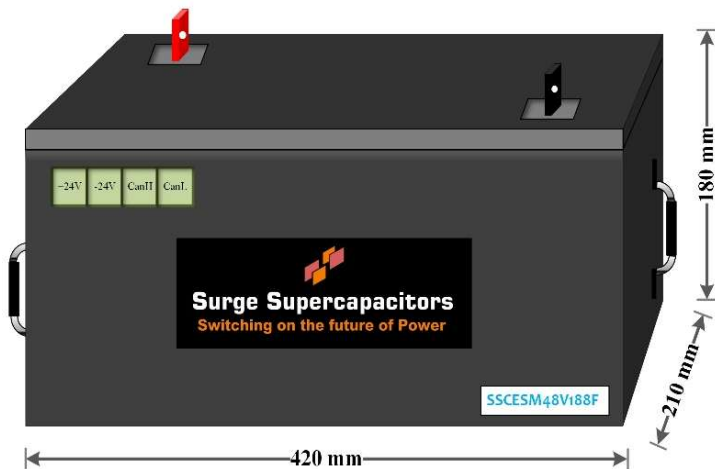 +24V -24V CanH CanL
180 mm
Surge Supercapacitors
Switching on the future of Power
SSCESM48V188F
210 mm
420 mm